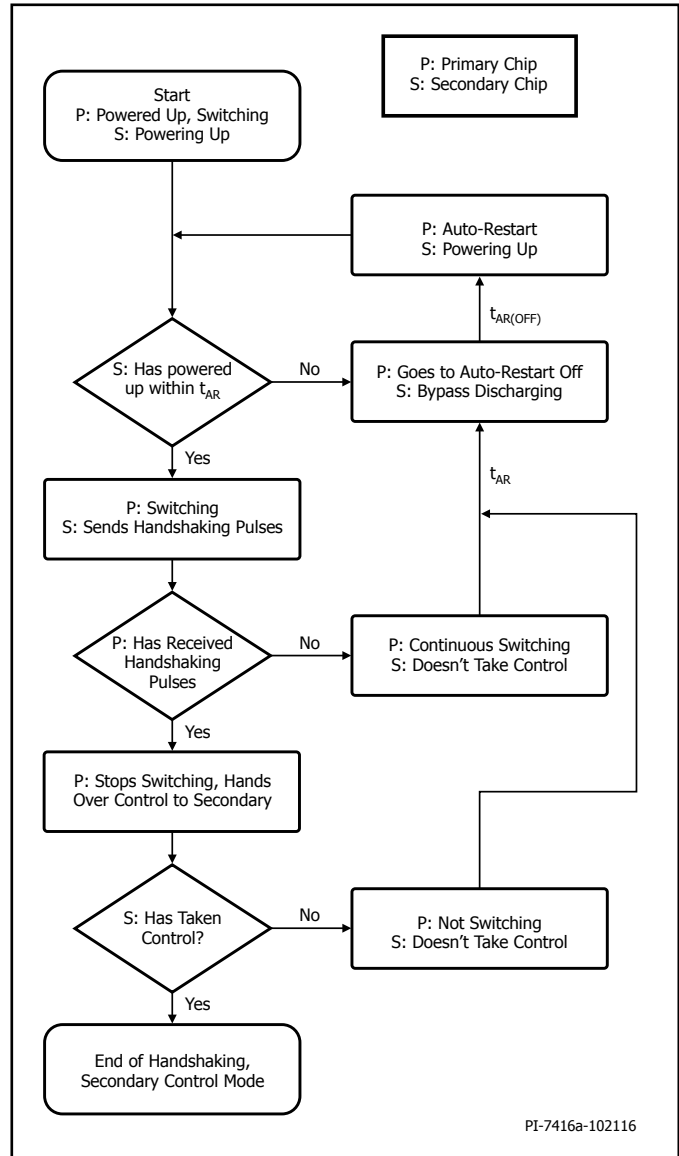 P: Primary Chip
S: Secondary Chip
Start
P: Powered Up, Switching
S: Powering Up
P: Auto-Restart
S: Powering Up
tAR(OFF)
S: Has powered
up within tAR
No
P: Goes to Auto-Restart Off
S: Bypass Discharging
Yes
tAR
P: Switching
S: Sends Handshaking Pulses
P: Has Received
Handshaking
Pulses
No
P: Continuous Switching
S: Doesn't Take Control
Yes
P: Stops Switching, Hands
Over Control to Secondary
S: Has Taken
Control?
No
P: Not Switching
S: Doesn't Take Control
Yes
End of Handshaking,
Secondary Control Mode
PI-7416a-102116